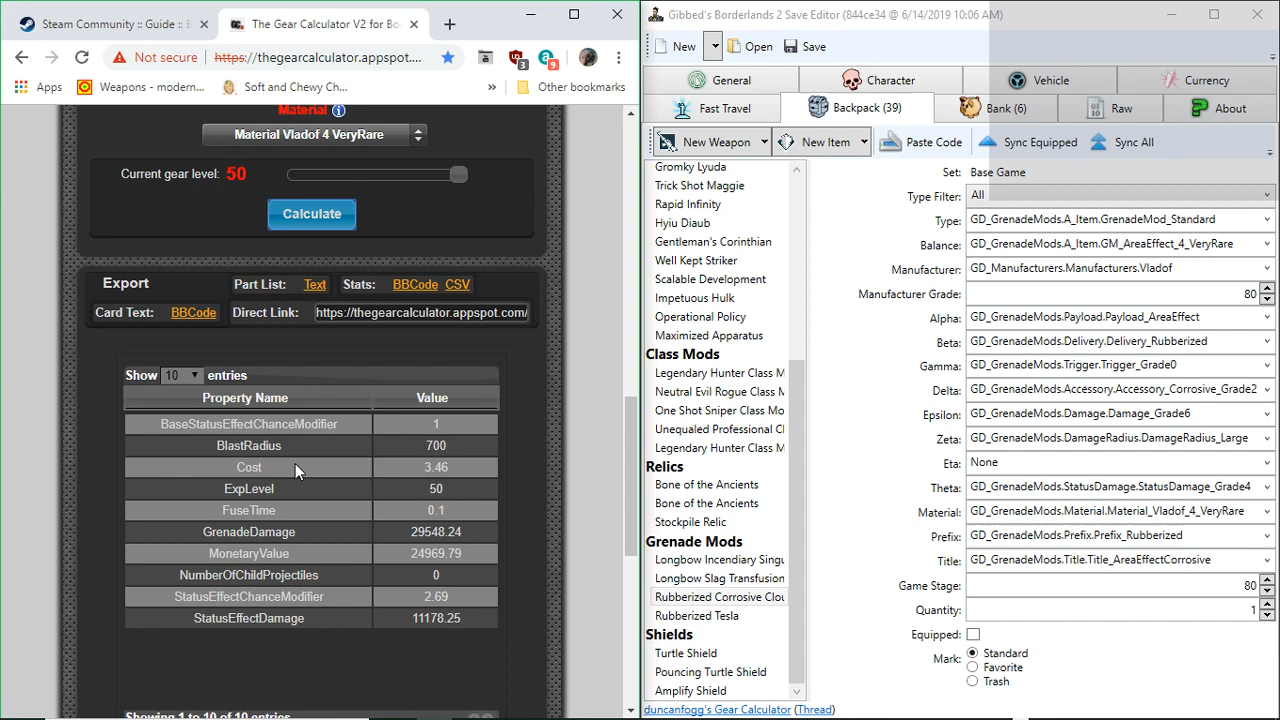 Steam Community :: Guide :: B
The Gear Calculator V2 for Bo
Not secure
https://thegearcalculator.appspot....
3
9
Apps
Weapons - modern...
Soft and Chewy Ch...
»
Other bookmarks
Material
Material Vladof 4 VeryRare
Current gear level: 50
Calculate
Export
Part List: Text
Stats: BBCode CSV
Card Text: BBCode
Direct Link: https://thegearcalculator.appspot.com/
Show 10 entries
Property Name Value
BaseStatusEffectChanceModifier 1
BlastRadius 700
Cost 3.46
ExpLevel 50
FuseTime 0.1
GrenadeDamage 29548.24
MonetaryValue 24969.79
NumberOfChildProjectiles 0
StatusEffectChanceModifier 2.69
StatusEffectDamage 11178.25
Showing 1 to 10 of 10 entries
Gibbed's Borderlands 2 Save Editor (844ce34 @ 6/14/2019 10:06 AM)
New Open Save
General Character Vehicle Currency
Fast Trav Backpack (39) Bank (0) Raw About
New Weapon New Item Paste Code Sync Equipped Sync All
Gromky Lyuda
Trick Shot Maggie
Rapid Infinity
Hyiu Diaub
Gentleman's Corinthian
Well Kept Striker
Scalable Development
Impetuous Hulk
Operational Policy
Maximized Apparatus
Class Mods
Legendary Hunter Class M
Neutral Evil Rogue Class M
One Shot Sniper Class Mo
Unequaled Professional Cl
Legendary Hunter Class M
Relics
Bone of the Ancients
Bone of the Ancients
Stockpile Relic
Grenade Mods
Longbow Incendiary Singu
Longbow Slag Transfusion
Rubberized Corrosive Clou
Rubberized Tesla
Shields
Turtle Shield
Pouncing Turtle Shield
Amplify Shield
duncanfogg's Gear Calculator (Thread)
Set: Base Game
Type Filter: All
Type: GD_GrenadeMods.A_Item.GrenadeMod_Standard
Balance: GD_GrenadeMods.A_Item.GM_AreaEffect_4_VeryRare
Manufacturer: GD_Manufacturers.Manufacturers.Vladof
Manufacturer Grade: 80
Alpha: GD_GrenadeMods.Payload.Payload_AreaEffect
Beta: GD_GrenadeMods.Delivery.Delivery_Rubberized
Gamma: GD_GrenadeMods.Trigger.Trigger_Grade0
Delta: GD_GrenadeMods.Accessory.Accessory_Corrosive_Grade2
Epsilon: GD_GrenadeMods.Damage.Damage_Grade6
Zeta: GD_GrenadeMods.DamageRadius.DamageRadius_Large
Eta: None
Theta: GD_GrenadeMods.StatusDamage.StatusDamage_Grade4
Material: GD_GrenadeMods.Material.Material_Vladof_4_VeryRare
Prefix: GD_GrenadeMods.Prefix.Prefix_Rubberized
Title: GD_GrenadeMods.Title.Title_AreaEffectCorrosive
Game Stage: 80
Quantity: 1
Equipped:
Mark: Standard
Favorite
Trash